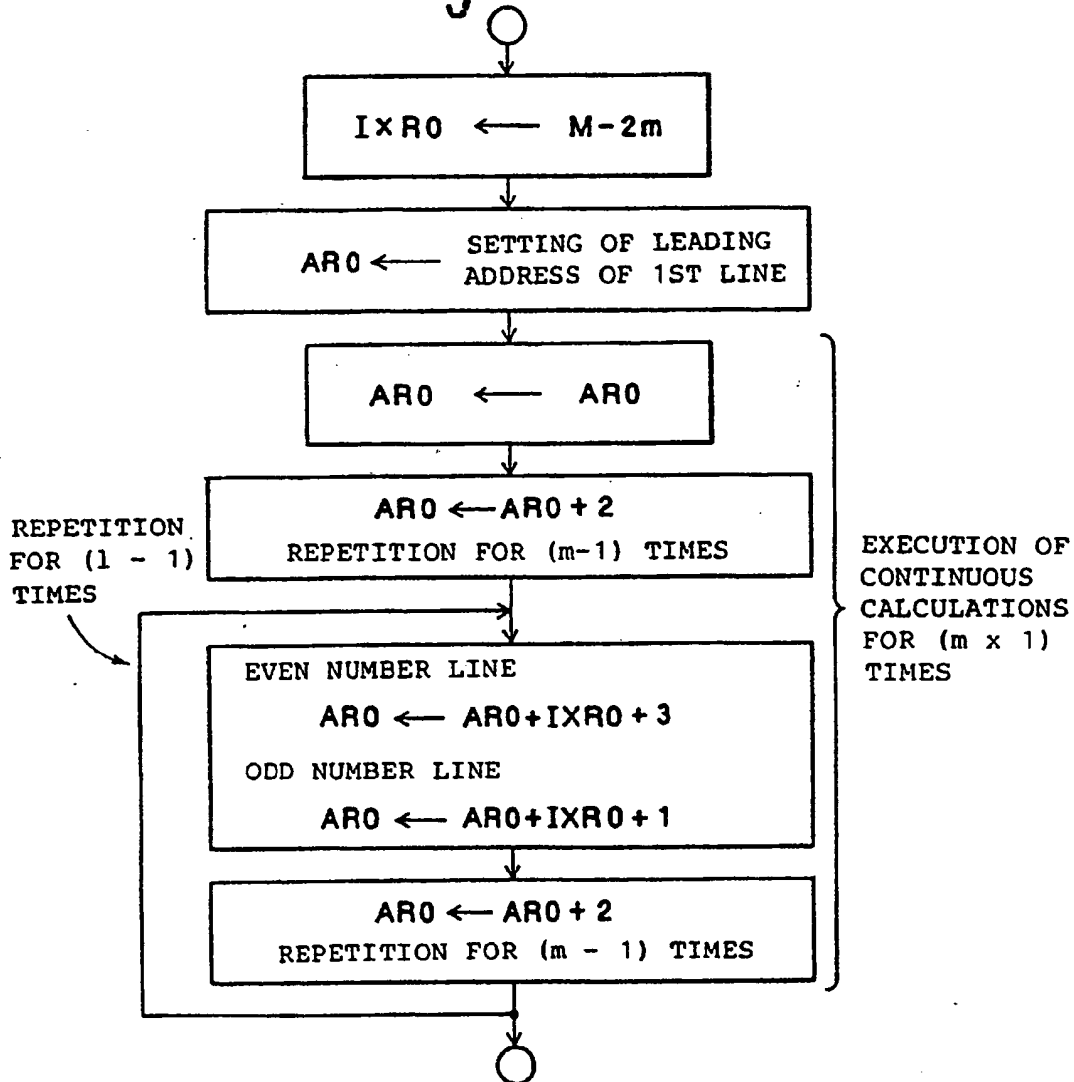 IXR0 ← M-2m
AR0 ← SETTING OF LEADING
ADDRESS OF 1ST LINE
AR0 ← AR0
AR0 ← AR0 + 2
REPETITION FOR (m-1) TIMES
REPETITION
FOR (l - 1)
TIMES
EVEN NUMBER LINE
AR0 ← AR0+IXR0+3
ODD NUMBER LINE
AR0 ← AR0+IXR0+1
AR0 ← AR0 + 2
REPETITION FOR (m - 1) TIMES
EXECUTION OF
CONTINUOUS
CALCULATIONS
FOR (m x l)
TIMES